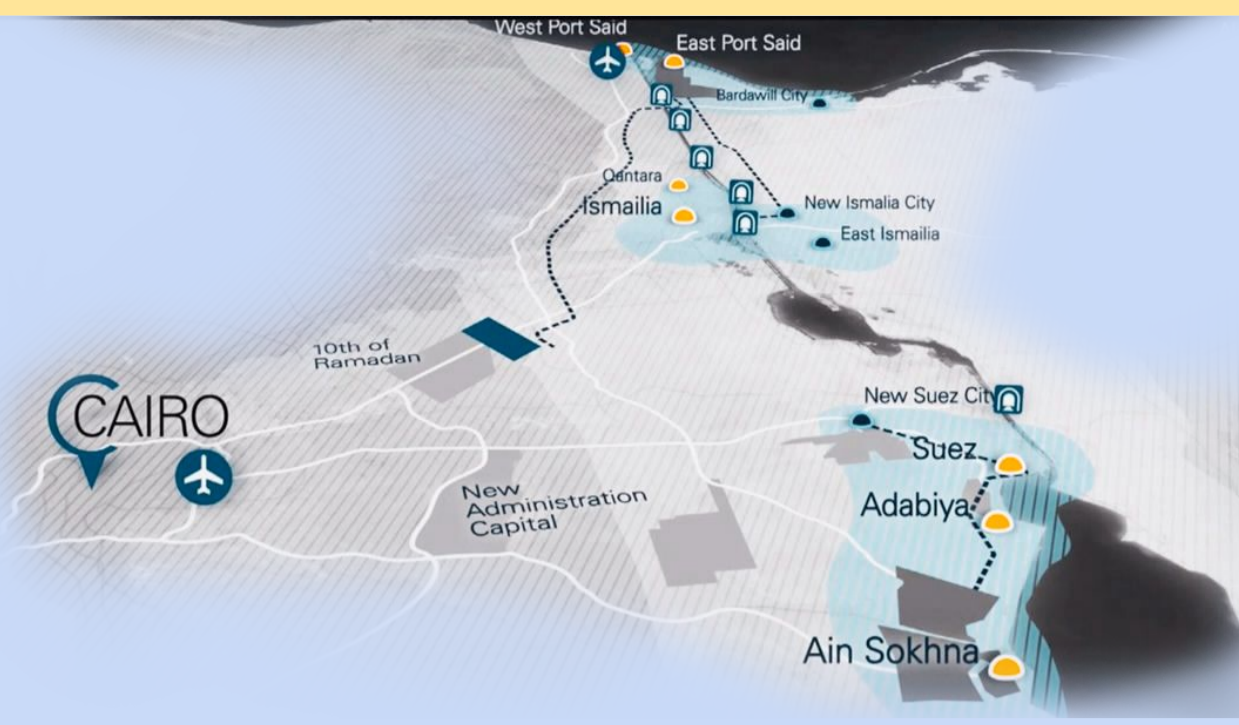 West Port Said
East Port Said
Bardawill City
Qantara
Ismailia
New Ismalia City
East Ismailia
10th of
Ramadan
CAIRO
New Suez City
Suez
New
Administration
Capital
Adabiya
Ain Sokhna